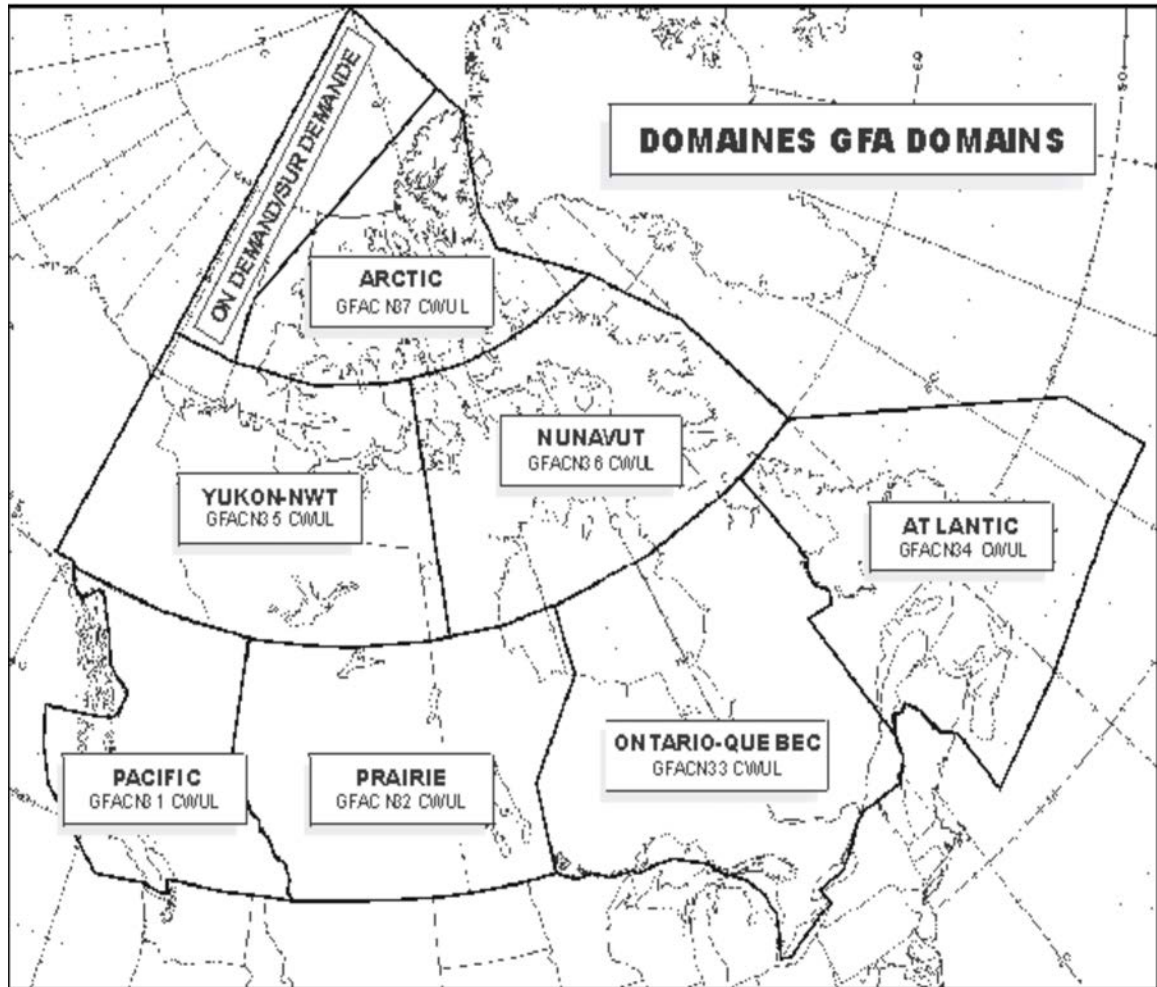 DOMAINES GFA DOMAINS
ON DEMAND/SUR DEMANDE
ARCTIC
GFACN37 CWUL
NUNAVUT
GFACN36 CWUL
YUKON-NWT
GFACN35 CWUL
ATLANTIC
GFACN34 CWUL
ONTARIO-QUEBEC
GFACN33 CWUL
PACIFIC
GFACN31 CWUL
PRAIRIE
GFACN32 CWUL